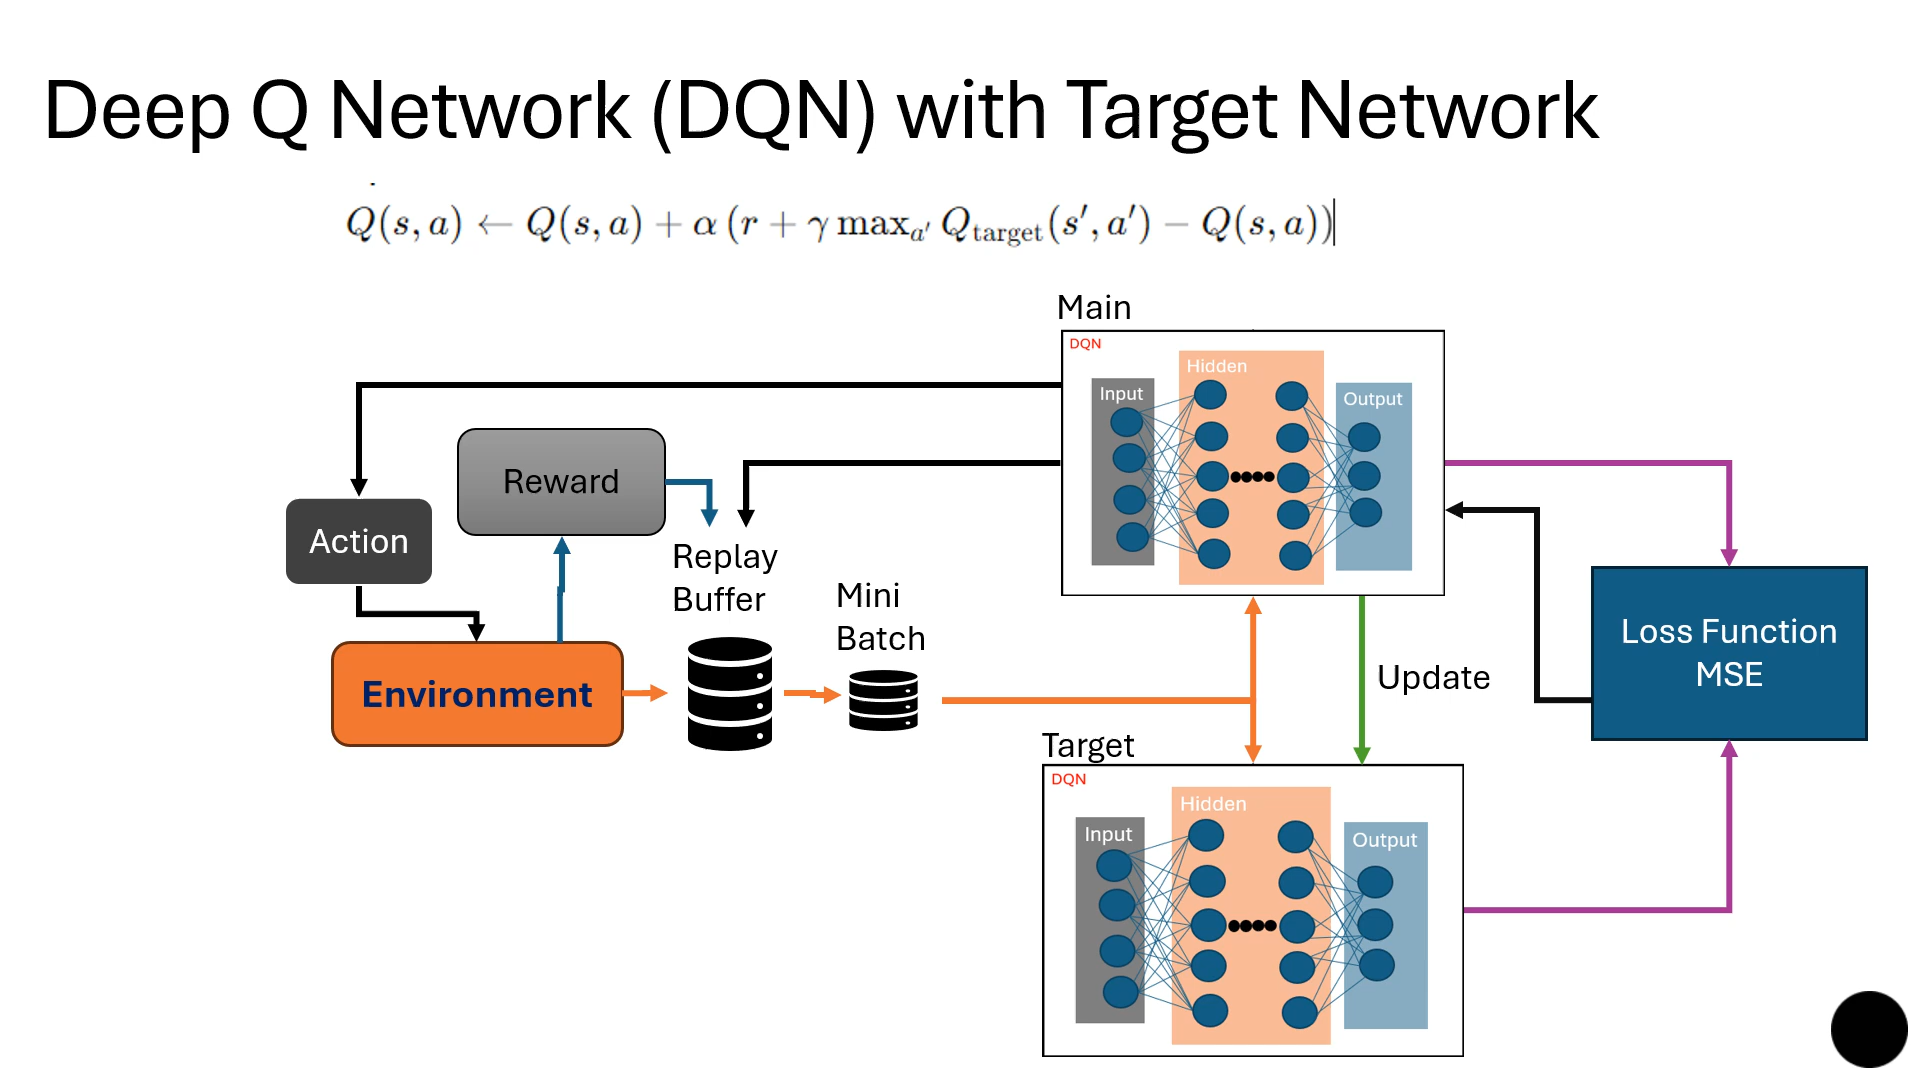 Deep Q Network (DQN) with Target Network
Q(s, a) ← Q(s, a) + α (r + γ maxₐ′ Q_target(s′, a′) − Q(s, a))
Main
DQN
Hidden
Input
Output
Reward
Action
Replay
Buffer
Mini
Batch
Environment
Update
Loss Function
MSE
Target
DQN
Hidden
Input
Output